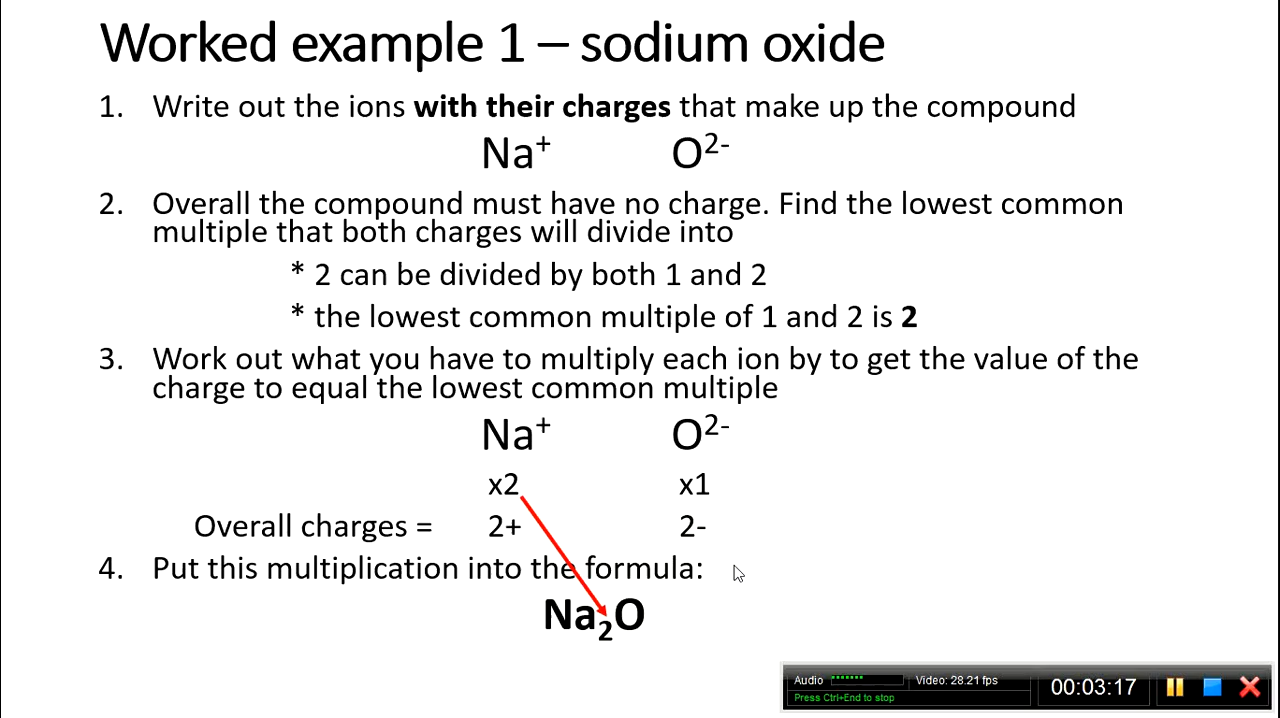 Worked example 1 – sodium oxide
1. Write out the ions with their charges that make up the compound
Na⁺ O²⁻
2. Overall the compound must have no charge. Find the lowest common
multiple that both charges will divide into
* 2 can be divided by both 1 and 2
* the lowest common multiple of 1 and 2 is 2
3. Work out what you have to multiply each ion by to get the value of the
charge to equal the lowest common multiple
Na⁺ O²⁻
x2 x1
Overall charges = 2+ 2-
4. Put this multiplication into the formula:
Na₂O
Audio Video: 28.21 fps
Press Ctrl+End to stop
00:03:17